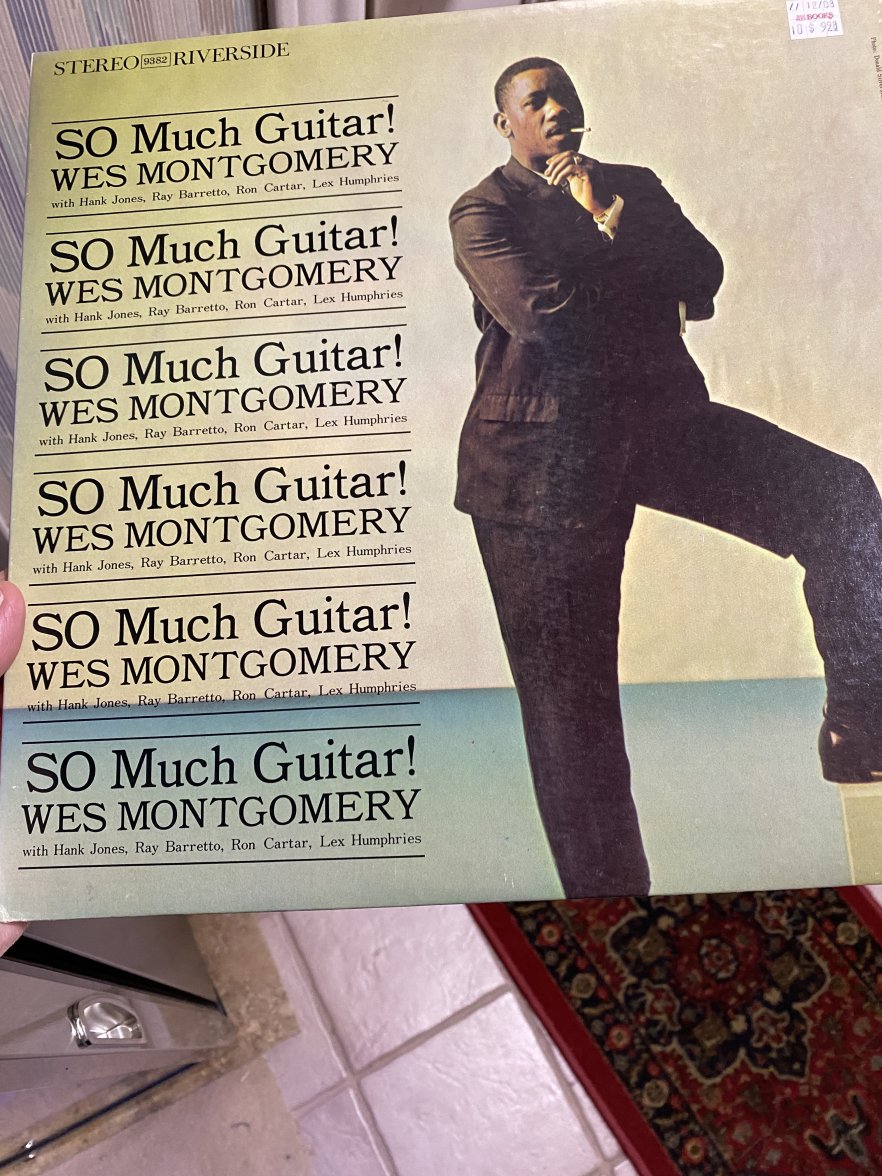 STEREO 9382 RIVERSIDE
11/12/03
BOOKS
SO Much Guitar!
WES MONTGOMERY
with Hank Jones, Ray Barretto, Ron Cartar, Lex Humphries
SO Much Guitar!
WES MONTGOMERY
with Hank Jones, Ray Barretto, Ron Cartar, Lex Humphries
SO Much Guitar!
WES MONTGOMERY
with Hank Jones, Ray Barretto, Ron Cartar, Lex Humphries
SO Much Guitar!
WES MONTGOMERY
with Hank Jones, Ray Barretto, Ron Cartar, Lex Humphries
SO Much Guitar!
WES MONTGOMERY
with Hank Jones, Ray Barretto, Ron Cartar, Lex Humphries
SO Much Guitar!
WES MONTGOMERY
with Hank Jones, Ray Barretto, Ron Cartar, Lex Humphries